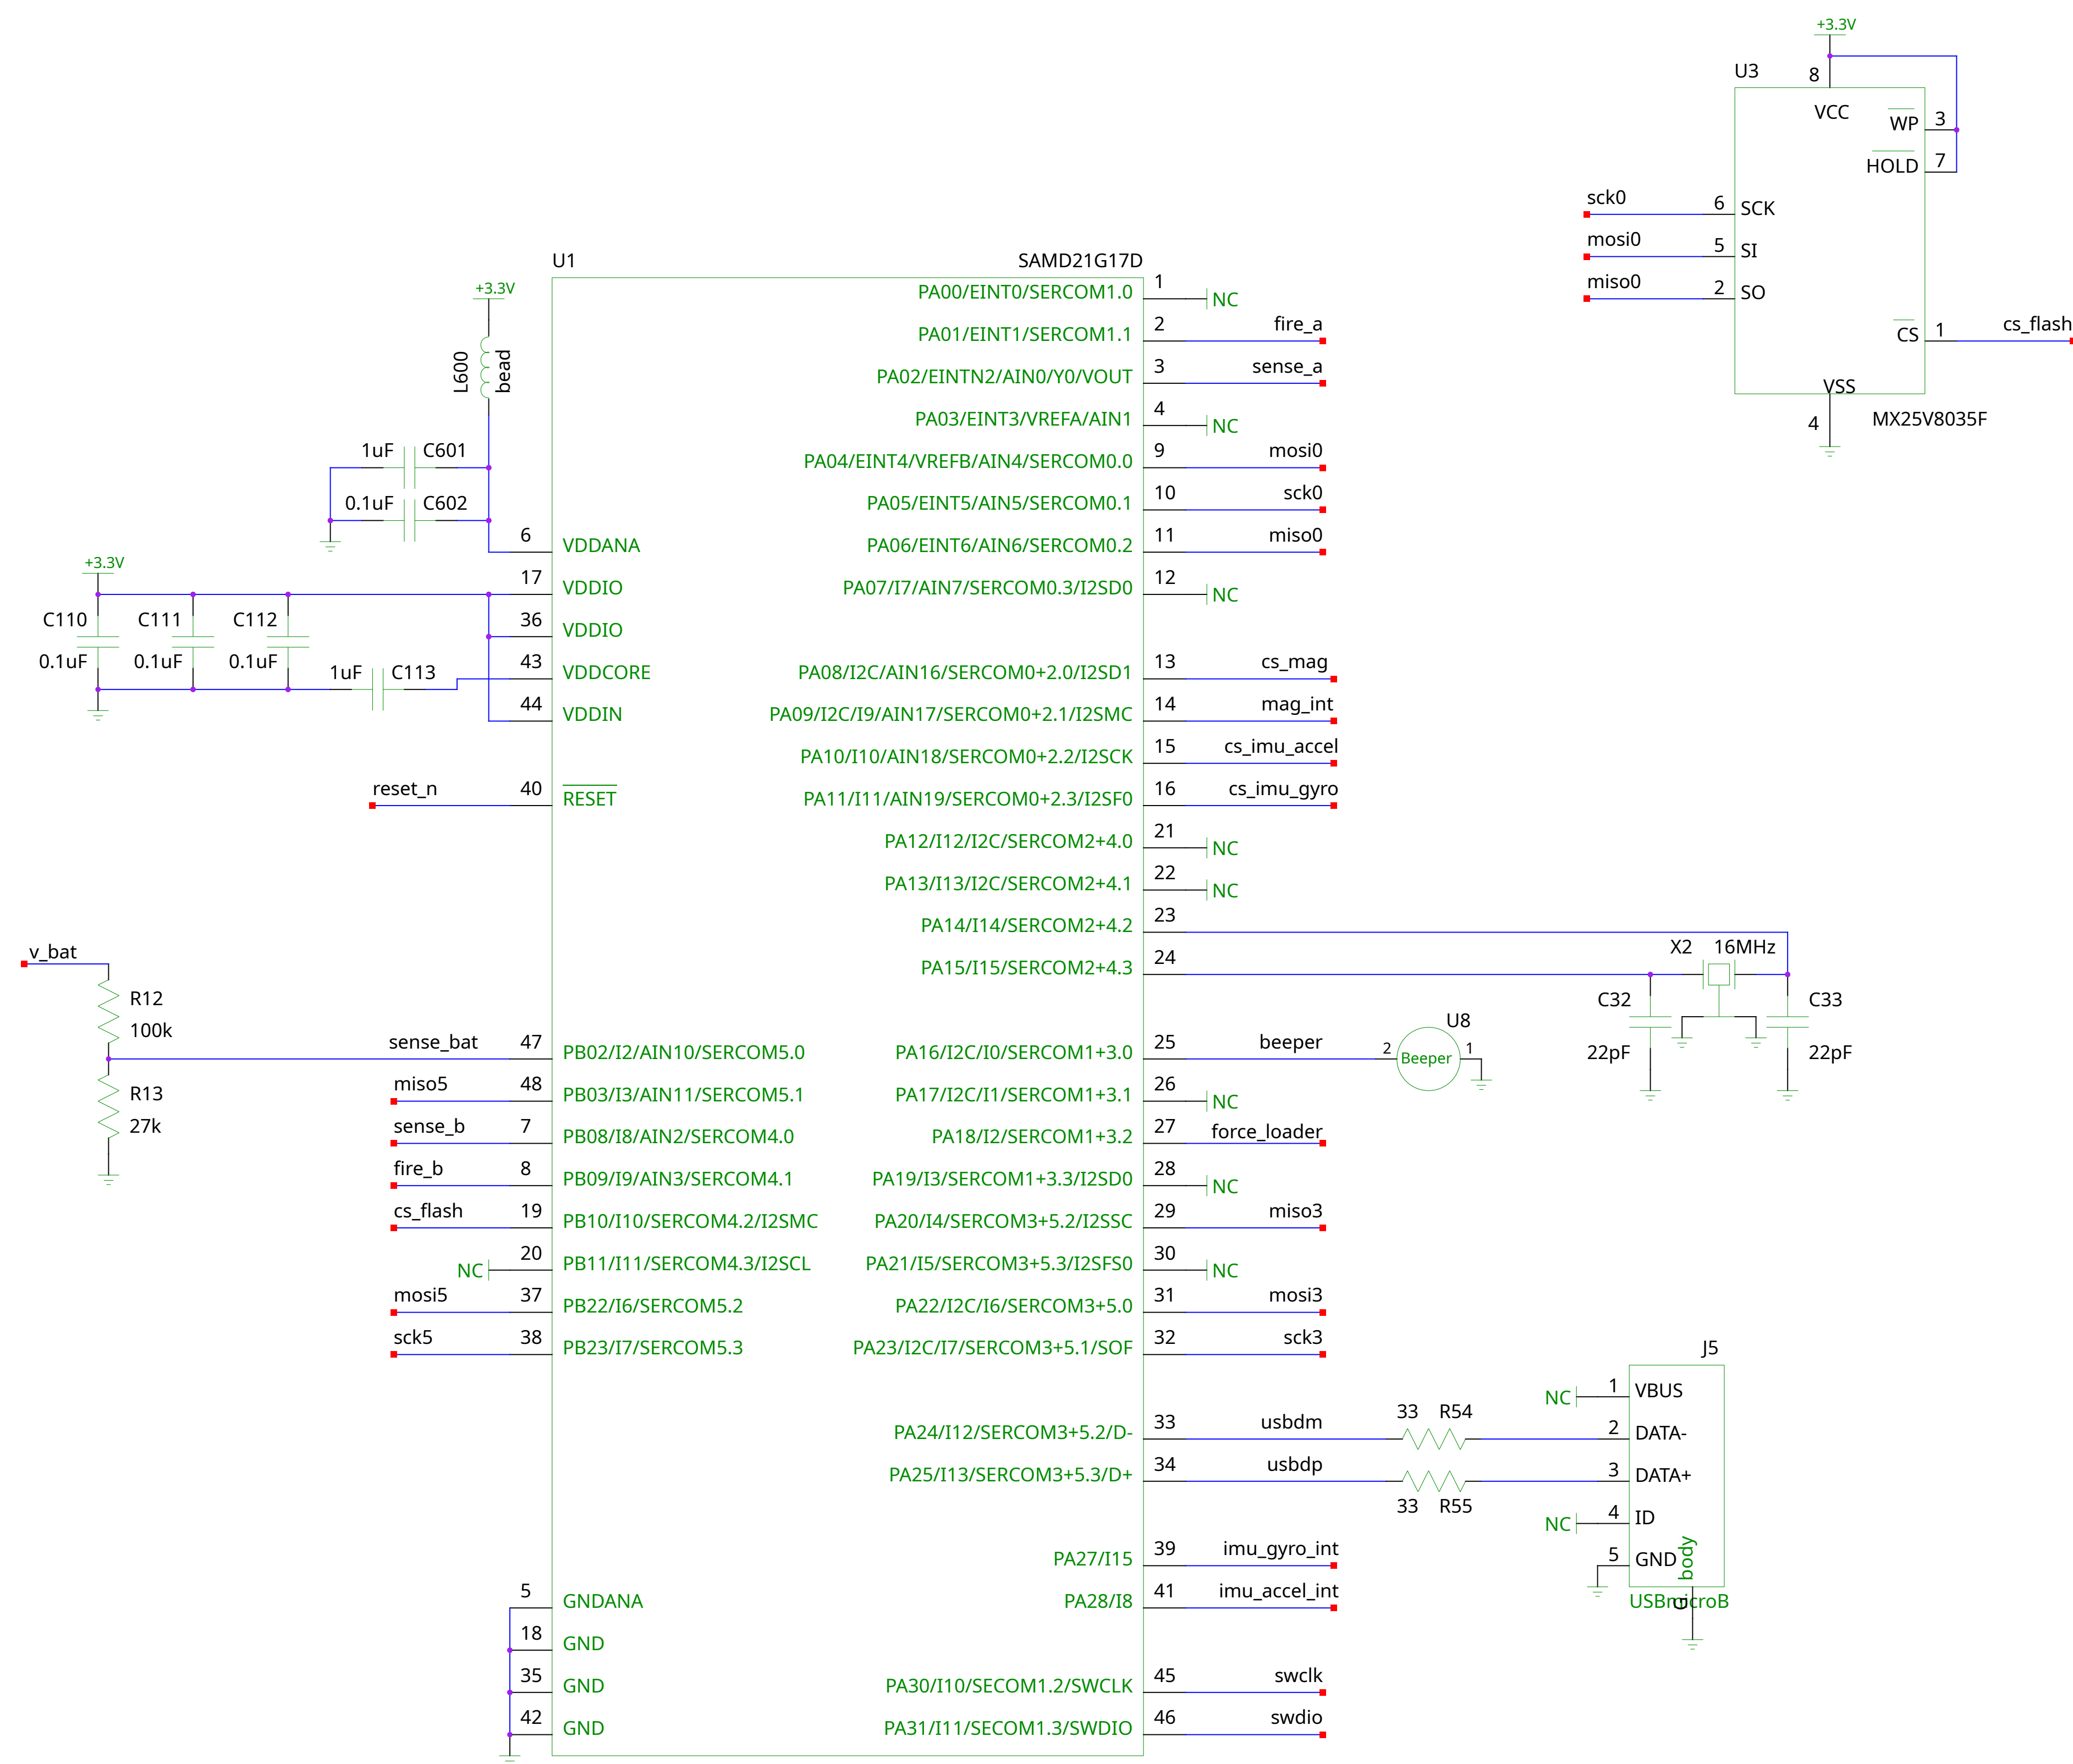 +3.3V
U3
8
VCC
WP
3
HOLD
7
sck0
6
SCK
mosi0
5
SI
miso0
2
SO
CS
1
cs_flash
VSS
4
MX25V8035F
U1
SAMD21G17D
+3.3V
L600
bead
1uF
C601
0.1uF
C602
6
VDDANA
17
VDDIO
36
VDDIO
43
VDDCORE
44
VDDIN
+3.3V
C110
0.1uF
C111
0.1uF
C112
0.1uF
1uF
C113
reset_n
40
RESET
v_bat
R12
100k
R13
27k
sense_bat
47
PB02/I2/AIN10/SERCOM5.0
miso5
48
PB03/I3/AIN11/SERCOM5.1
sense_b
7
PB08/I8/AIN2/SERCOM4.0
fire_b
8
PB09/I9/AIN3/SERCOM4.1
cs_flash
19
PB10/I10/SERCOM4.2/I2SMC
NC
20
PB11/I11/SERCOM4.3/I2SCL
mosi5
37
PB22/I6/SERCOM5.2
sck5
38
PB23/I7/SERCOM5.3
5
GNDANA
18
GND
35
GND
42
GND
PA00/EINT0/SERCOM1.0
1
NC
PA01/EINT1/SERCOM1.1
2
fire_a
PA02/EINTN2/AIN0/Y0/VOUT
3
sense_a
PA03/EINT3/VREFA/AIN1
4
NC
PA04/EINT4/VREFB/AIN4/SERCOM0.0
9
mosi0
PA05/EINT5/AIN5/SERCOM0.1
10
sck0
PA06/EINT6/AIN6/SERCOM0.2
11
miso0
PA07/I7/AIN7/SERCOM0.3/I2SD0
12
NC
PA08/I2C/AIN16/SERCOM0+2.0/I2SD1
13
cs_mag
PA09/I2C/I9/AIN17/SERCOM0+2.1/I2SMC
14
mag_int
PA10/I10/AIN18/SERCOM0+2.2/I2SCK
15
cs_imu_accel
PA11/I11/AIN19/SERCOM0+2.3/I2SF0
16
cs_imu_gyro
PA12/I12/I2C/SERCOM2+4.0
21
NC
PA13/I13/I2C/SERCOM2+4.1
22
NC
PA14/I14/SERCOM2+4.2
23
PA15/I15/SERCOM2+4.3
24
X2
16MHz
C32
22pF
C33
22pF
PA16/I2C/I0/SERCOM1+3.0
25
beeper
2
Beeper
1
U8
PA17/I2C/I1/SERCOM1+3.1
26
NC
PA18/I2/SERCOM1+3.2
27
force_loader
PA19/I3/SERCOM1+3.3/I2SD0
28
NC
PA20/I4/SERCOM3+5.2/I2SSC
29
miso3
PA21/I5/SERCOM3+5.3/I2SFS0
30
NC
PA22/I2C/I6/SERCOM3+5.0
31
mosi3
PA23/I2C/I7/SERCOM3+5.1/SOF
32
sck3
PA24/I12/SERCOM3+5.2/D-
33
usbdm
33
R54
PA25/I13/SERCOM3+5.3/D+
34
usbdp
33
R55
PA27/I15
39
imu_gyro_int
PA28/I8
41
imu_accel_int
PA30/I10/SECOM1.2/SWCLK
45
swclk
PA31/I11/SECOM1.3/SWDIO
46
swdio
J5
NC
1
VBUS
2
DATA-
3
DATA+
NC
4
ID
5
GND
body
USBmicroB